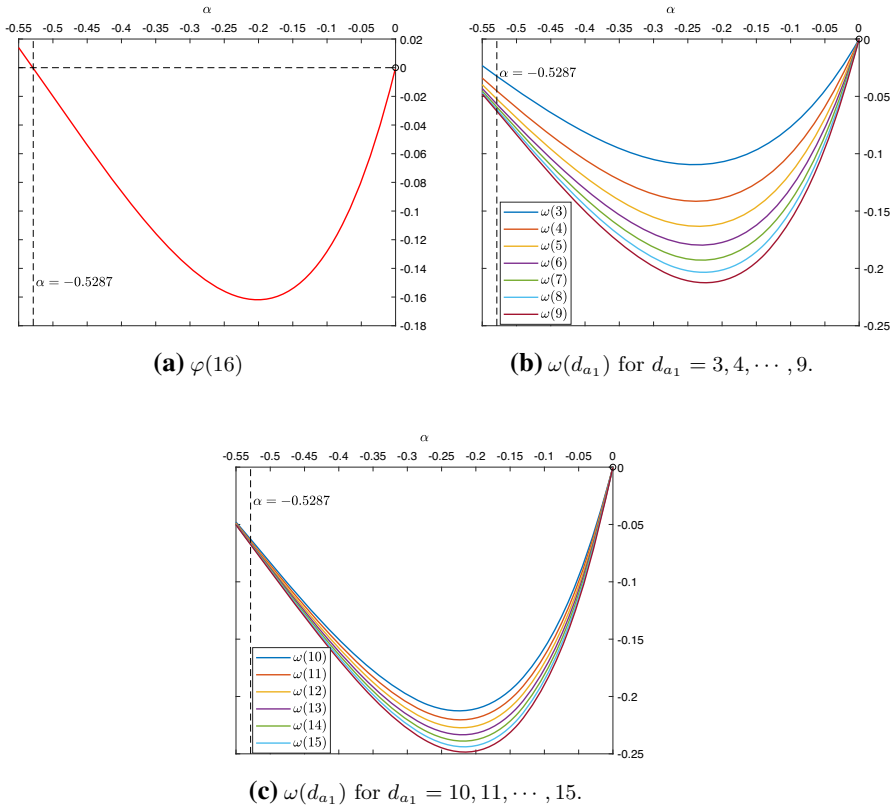 α
-0.55 -0.5 -0.45 -0.4 -0.35 -0.3 -0.25 -0.2 -0.15 -0.1 -0.05 0
0.02
0
-0.02
-0.04
-0.06
-0.08
-0.1
-0.12
-0.14
-0.16
-0.18
α = −0.5287
(a) φ(16)
α
-0.55 -0.5 -0.45 -0.4 -0.35 -0.3 -0.25 -0.2 -0.15 -0.1 -0.05 0
0
-0.05
-0.1
-0.15
-0.2
-0.25
α = −0.5287
ω(3)
ω(4)
ω(5)
ω(6)
ω(7)
ω(8)
ω(9)
(b) ω(d_{a_1}) for d_{a_1} = 3, 4, ⋯ , 9.
α
-0.55 -0.5 -0.45 -0.4 -0.35 -0.3 -0.25 -0.2 -0.15 -0.1 -0.05 0
0
-0.05
-0.1
-0.15
-0.2
-0.25
α = −0.5287
ω(10)
ω(11)
ω(12)
ω(13)
ω(14)
ω(15)
(c) ω(d_{a_1}) for d_{a_1} = 10, 11, ⋯ , 15.